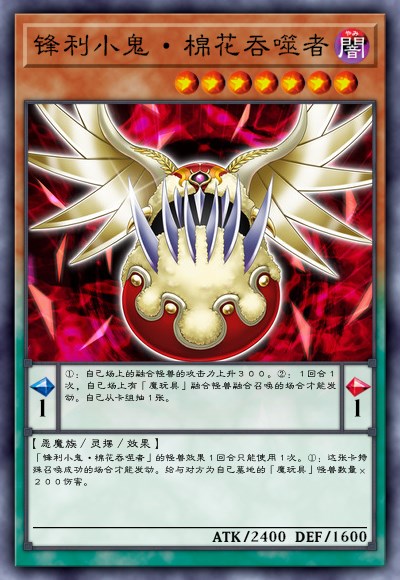 锋利小鬼・棉花吞噬者
やみ
闇
①：自己场上的融合怪兽的攻击力上升３００。②：１回合１
次，自己场上有「魔玩具」融合怪兽融合召唤的场合才能发
动。自己从卡组抽１张。
1
1
【恶魔族／灵摆／效果】
「锋利小鬼・棉花吞噬者」的怪兽效果１回合只能使用１次。①：这张卡特
殊召唤成功的场合才能发动。给与对方为自己墓地的「魔玩具」怪兽数量×
２００伤害。
ATK/2400 DEF/1600